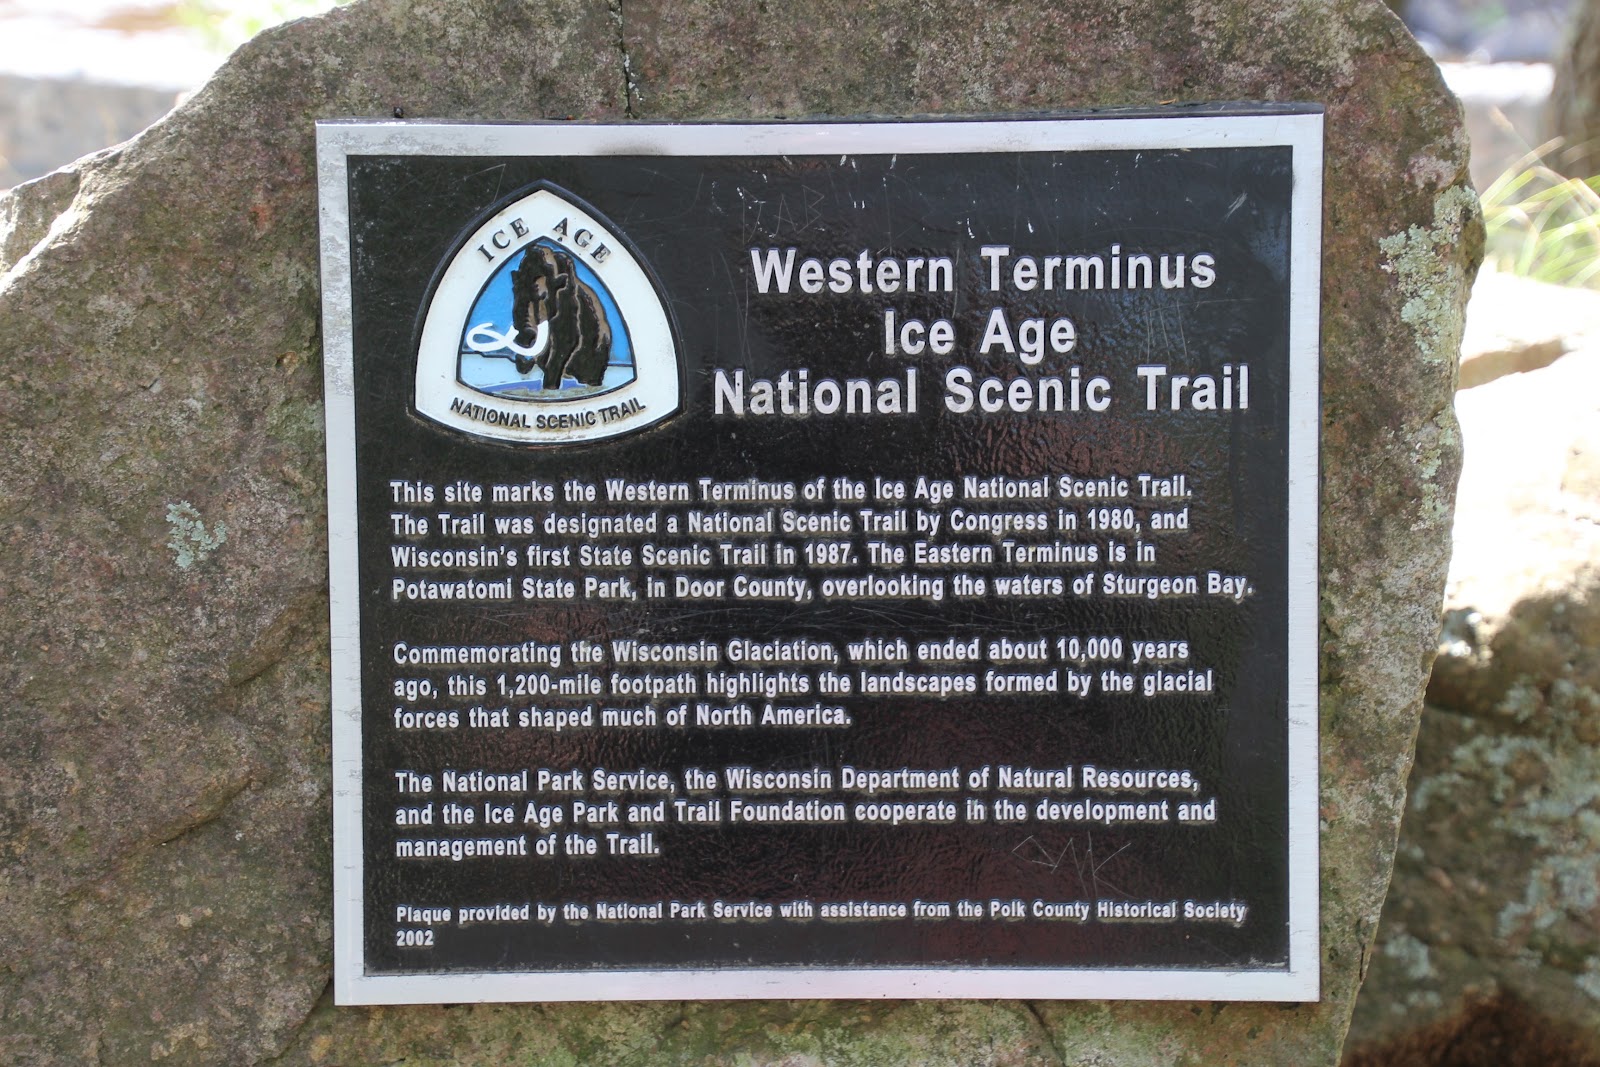 ICE AGE
NATIONAL SCENIC TRAIL
Western Terminus
Ice Age
National Scenic Trail
This site marks the Western Terminus of the Ice Age National Scenic Trail.
The Trail was designated a National Scenic Trail by Congress in 1980, and
Wisconsin's first State Scenic Trail in 1987. The Eastern Terminus is in
Potawatomi State Park, in Door County, overlooking the waters of Sturgeon Bay.
Commemorating the Wisconsin Glaciation, which ended about 10,000 years
ago, this 1,200-mile footpath highlights the landscapes formed by the glacial
forces that shaped much of North America.
The National Park Service, the Wisconsin Department of Natural Resources,
and the Ice Age Park and Trail Foundation cooperate in the development and
management of the Trail.
Plaque provided by the National Park Service with assistance from the Polk County Historical Society
2002